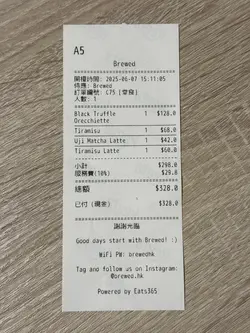 A5
Brewed
開檯時間: 2025-06-07 15:11:05
侍應: Brewed
訂單編號: C75 [堂食]
人數: 1
Black Truffle Orecchiette 1 $128.0
Tiramisu 1 $68.0
Uji Matcha Latte 1 $42.0
Tiramisu Latte 1 $60.0
小計 $298.0
服務費(10%) $29.8
總額 $328.0
已付 (現金) $328.0
謝謝光臨
Good days start with Brewed! :)
WiFi PW: brewedhk
Tag and follow us on Instagram:
@brewed.hk
Powered by Eats365